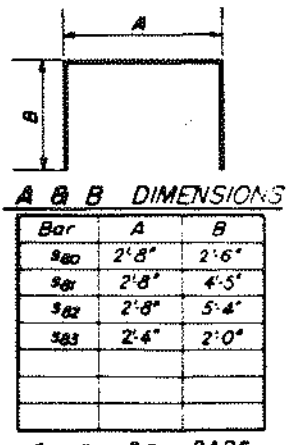 A
B
A & B DIMENSIONS
Bar A B
s80 2'-8" 2'-6"
s81 2'-8" 4'-5"
s82 2'-8" 5'-4"
s83 2'-4" 2'-0"